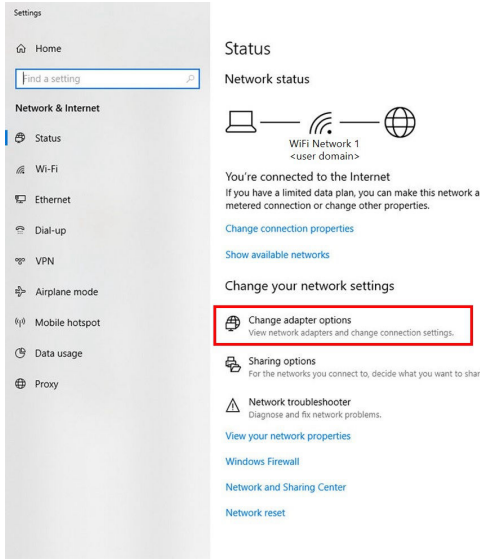 Settings
Home
Find a setting
Network & Internet
Status
Wi-Fi
Ethernet
Dial-up
VPN
Airplane mode
Mobile hotspot
Data usage
Proxy
Status
Network status
WiFi Network 1
<user domain>
You're connected to the Internet
If you have a limited data plan, you can make this network a
metered connection or change other properties.
Change connection properties
Show available networks
Change your network settings
Change adapter options
View network adapters and change connection settings.
Sharing options
For the networks you connect to, decide what you want to shar
Network troubleshooter
Diagnose and fix network problems.
View your network properties
Windows Firewall
Network and Sharing Center
Network reset